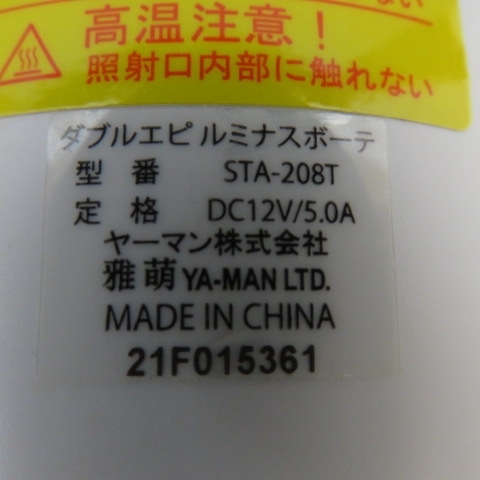 ない
高温注意！
照射口内部に触れない
ダブルエピ ルミナスボーテ
型 番 STA-208T
定 格 DC12V/5.0A
ヤーマン株式会社
雅萌 YA-MAN LTD.
MADE IN CHINA
21F015361